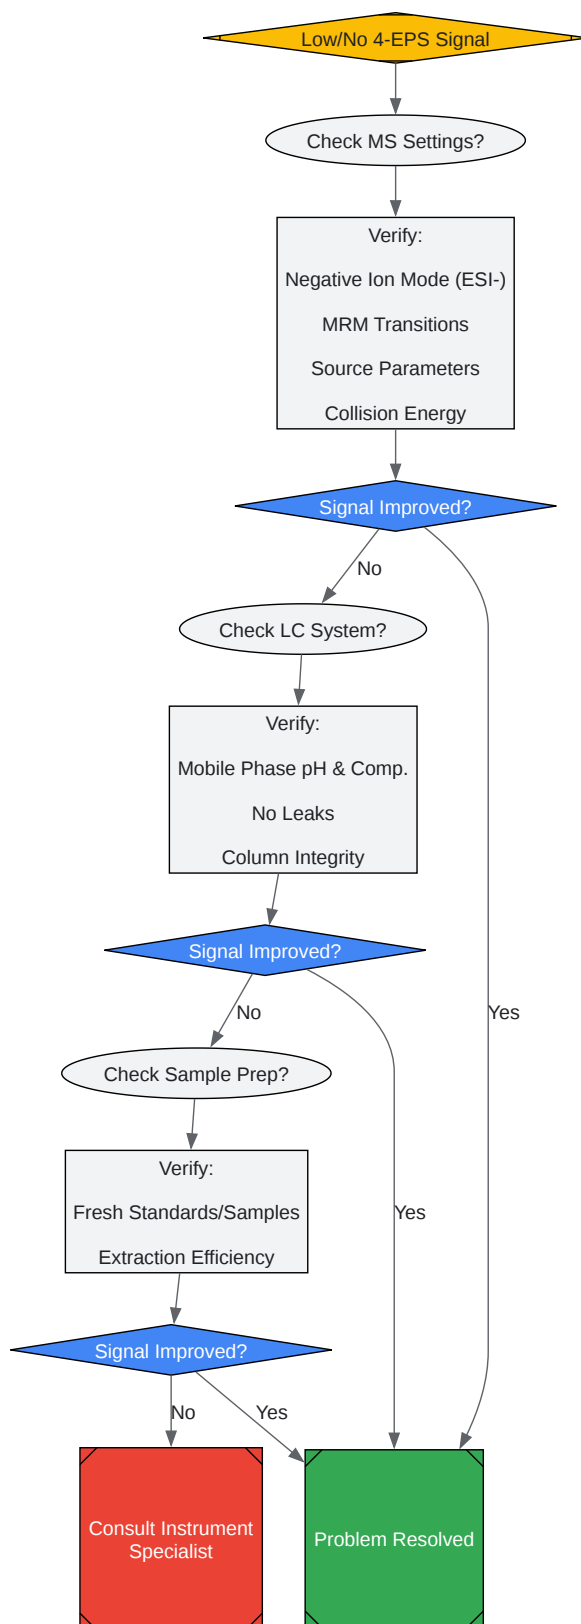 Low/No 4-EPS Signal
Check MS Settings?
Verify:
Negative Ion Mode (ESI-)
MRM Transitions
Source Parameters
Collision Energy
Signal Improved?
No
Check LC System?
Verify:
Mobile Phase pH & Comp.
No Leaks
Column Integrity
Signal Improved?
No
Yes
Check Sample Prep?
Verify:
Fresh Standards/Samples
Extraction Efficiency
Yes
Signal Improved?
No
Yes
Consult Instrument
Specialist
Problem Resolved